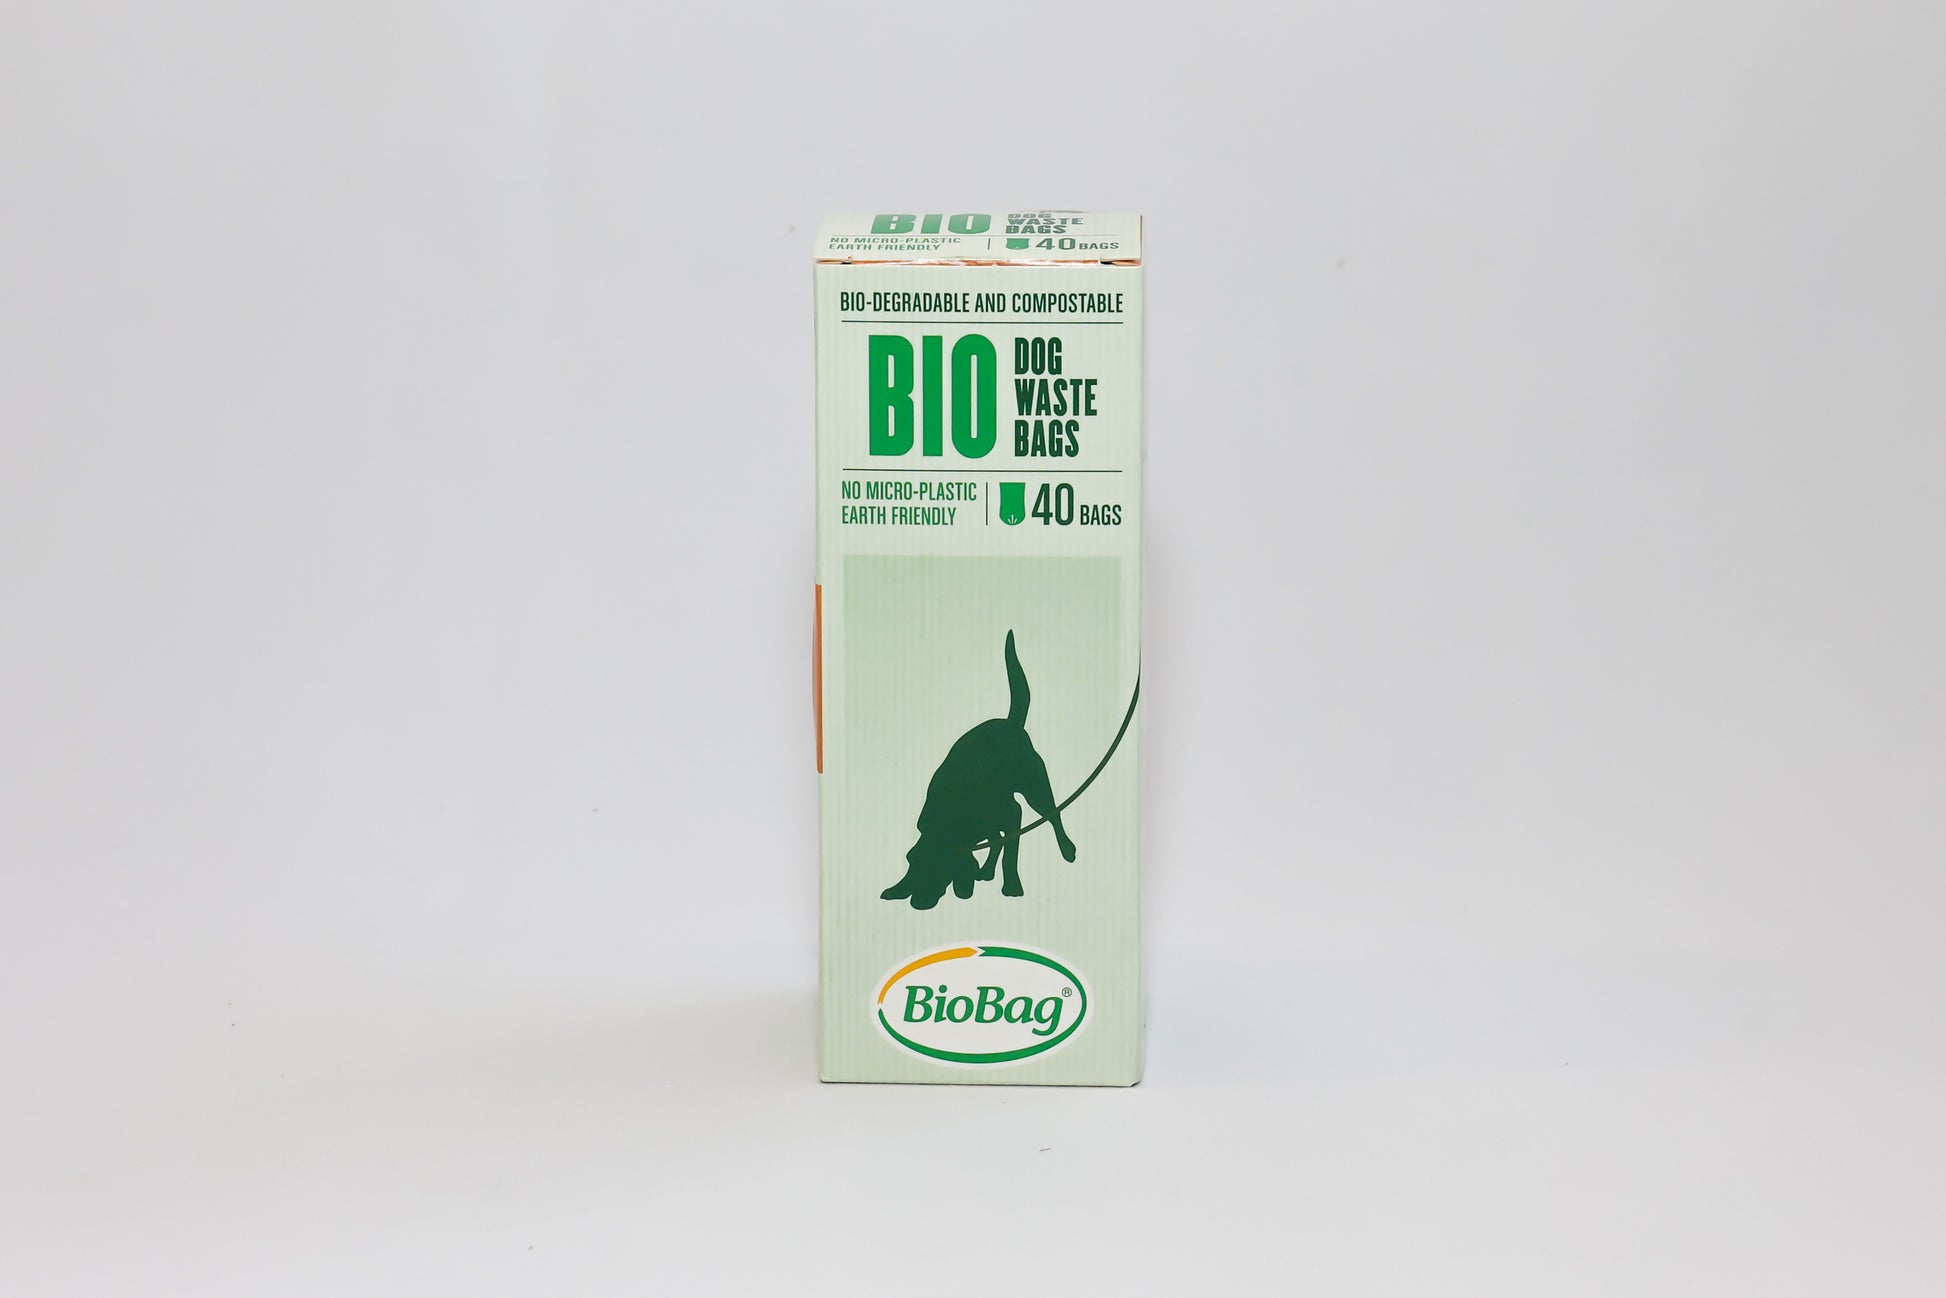 BIO DOG
WASTE
BAGS
NO MICRO-PLASTIC
EARTH FRIENDLY
40 BAGS
BIO-DEGRADABLE AND COMPOSTABLE
BIO DOG
WASTE
BAGS
NO MICRO-PLASTIC
EARTH FRIENDLY
40 BAGS
BioBag®